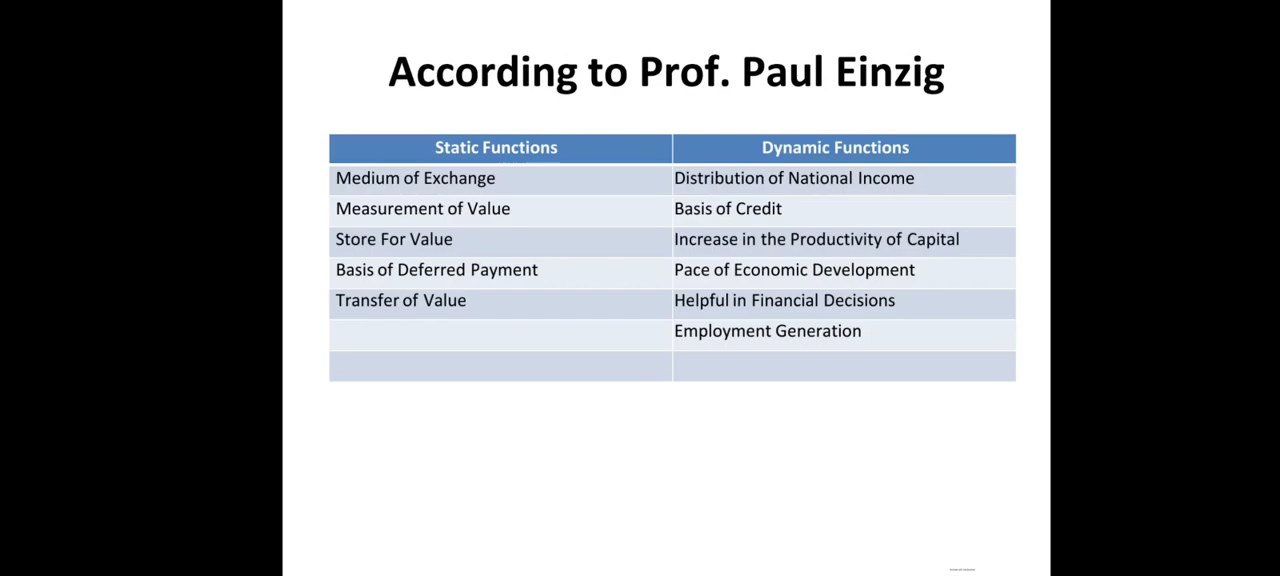 According to Prof. Paul Einzig
Static Functions Dynamic Functions
Medium of Exchange Distribution of National Income
Measurement of Value Basis of Credit
Store For Value Increase in the Productivity of Capital
Basis of Deferred Payment Pace of Economic Development
Transfer of Value Helpful in Financial Decisions
Employment Generation